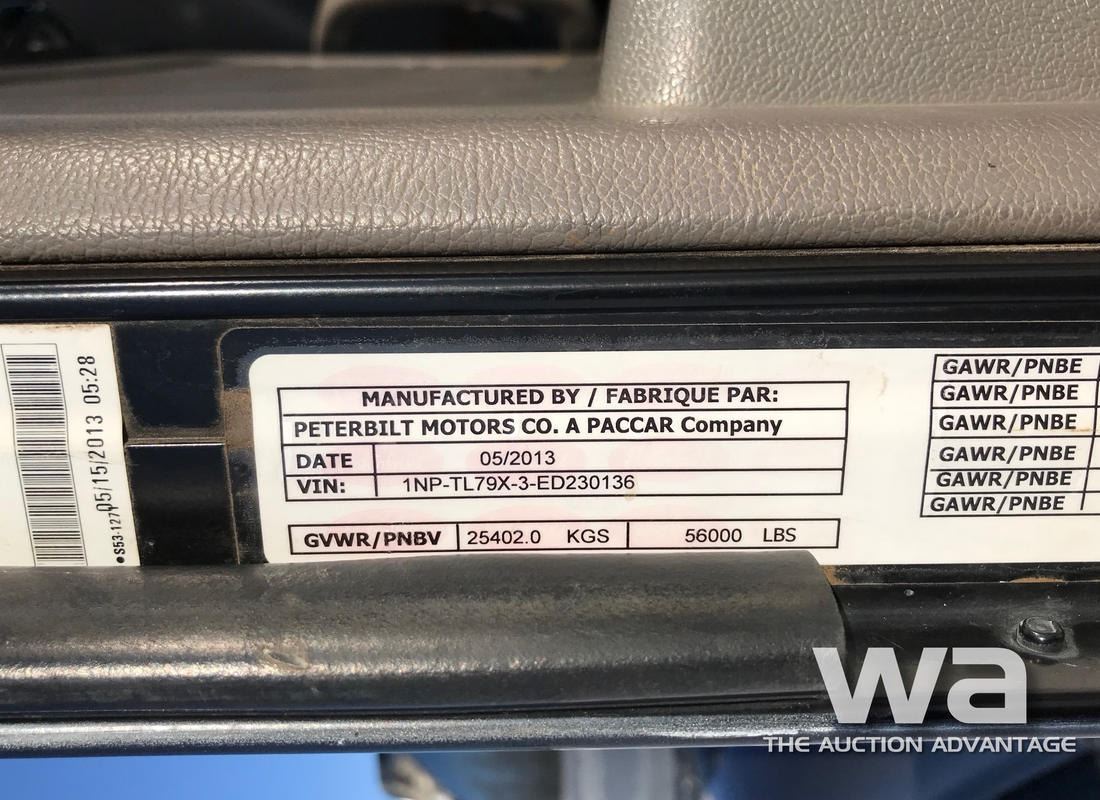 05/15/2013 05:28
MANUFACTURED BY / FABRIQUE PAR:
PETERBILT MOTORS CO. A PACCAR Company
DATE 05/2013
VIN: 1NP-TL79X-3-ED230136
GVWR/PNBV 25402.0 KGS 56000 LBS
GAWR/PNBE
GAWR/PNBE
GAWR/PNBE
GAWR/PNBE
GAWR/PNBE
GAWR/PNBE
wa
THE AUCTION ADVANTAGE